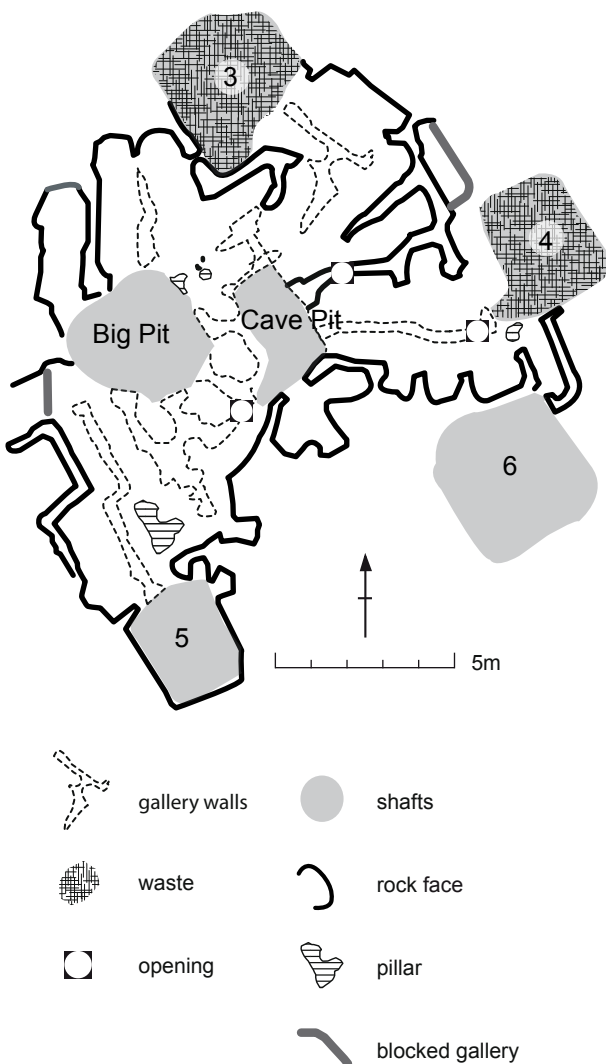 3
4
Big Pit
Cave Pit
6
5
5m
gallery walls
shafts
waste
rock face
opening
pillar
blocked gallery